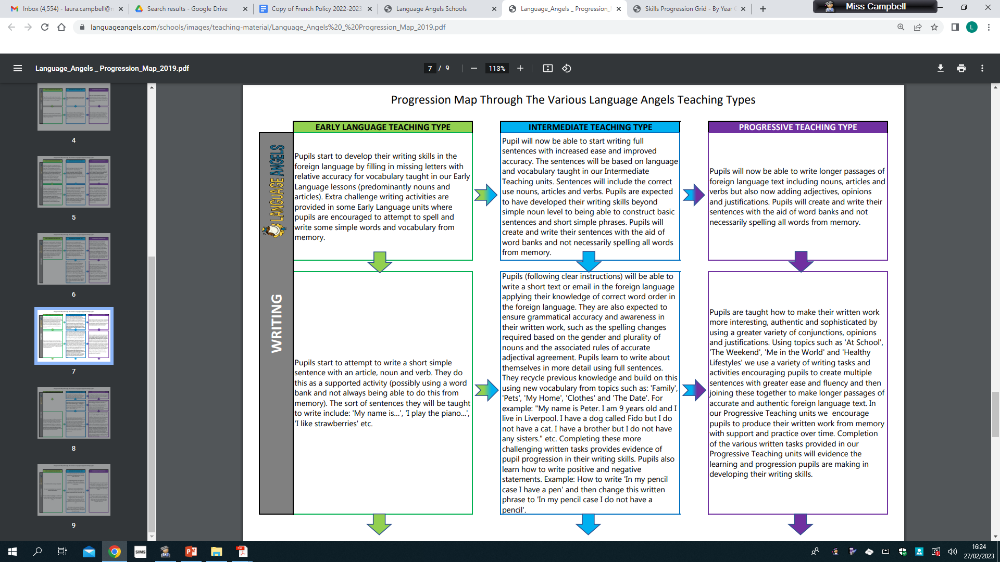 Inbox (4,554) - laura.campbell@n
Search results - Google Drive
Copy of French Policy 2022-2023
Language Angels Schools
Language_Angels _ Progression_
Skills Progression Grid - By Year
Miss Campbell
languageangels.com/schools/images/teaching-material/Language_Angels%20_%20Progression_Map_2019.pdf
L
Language_Angels _ Progression_Map_2019.pdf
7 / 9
113%
4
5
6
7
8
9
Progression Map Through The Various Language Angels Teaching Types
LANGUAGE ANGELS
WRITING
EARLY LANGUAGE TEACHING TYPE
Pupils start to develop their writing skills in the
foreign language by filling in missing letters with
relative accuracy for vocabulary taught in our Early
Language lessons (predominantly nouns and
articles). Extra challenge writing activities are
provided in some Early Language units where
pupils are encouraged to attempt to spell and
write some simple words and vocabulary from
memory.
INTERMEDIATE TEACHING TYPE
Pupil will now be able to start writing full
sentences with increased ease and improved
accuracy. The sentences will be based on language
and vocabulary taught in our Intermediate
Teaching units. Sentences will include the correct
use nouns, articles and verbs. Pupils are expected
to have developed their writing skills beyond
simple noun level to being able to construct basic
sentences and short simple phrases. Pupils will
create and write their sentences with the aid of
word banks and not necessarily spelling all words
from memory.
PROGRESSIVE TEACHING TYPE
Pupils will now be able to write longer passages of
foreign language text including nouns, articles and
verbs but also now adding adjectives, opinions
and justifications. Pupils will create and write their
sentences with the aid of word banks and not
necessarily spelling all words from memory.
Pupils start to attempt to write a short simple
sentence with an article, noun and verb. They do
this as a supported activity (possibly using a word
bank and not always being able to do this from
memory). The sort of sentences they will be taught
to write include: 'My name is...', 'I play the piano...',
'I like strawberries' etc.
Pupils (following clear instructions) will be able to
write a short text or email in the foreign language
applying their knowledge of correct word order in
the foreign language. They are also expected to
ensure grammatical accuracy and awareness in
their written work, such as the spelling changes
required based on the gender and plurality of
nouns and the associated rules of accurate
adjectival agreement. Pupils learn to write about
themselves in more detail using full sentences.
They recycle previous knowledge and build on this
using new vocabulary from topics such as: 'Family',
'Pets', 'My Home', 'Clothes' and 'The Date'. For
example: "My name is Peter. I am 9 years old and I
live in Liverpool. I have a dog called Fido but I do
not have a cat. I have a brother but I do not have
any sisters." etc. Completing these more
challenging written tasks provides evidence of
pupil progression in their writing skills. Pupils also
learn how to write positive and negative
statements. Example: How to write 'In my pencil
case I have a pen' and then change this written
phrase to 'In my pencil case I do not have a
pencil'.
Pupils are taught how to make their written work
more interesting, authentic and sophisticated by
using a greater variety of conjunctions, opinions
and justifications. Using topics such as 'At School',
'The Weekend', 'Me in the World' and 'Healthy
Lifestyles' we use a variety of writing tasks and
activities encouraging pupils to create multiple
sentences with greater ease and fluency and then
joining these together to make longer passages of
accurate and authentic foreign language text. In
our Progressive Teaching units we  encourage
pupils to produce their written work from memory
with support and practice over time. Completion
of the various written tasks provided in our
Progressive Teaching units will evidence the
learning and progression pupils are making in
developing their writing skills.
SIMS
16:24
27/02/2023